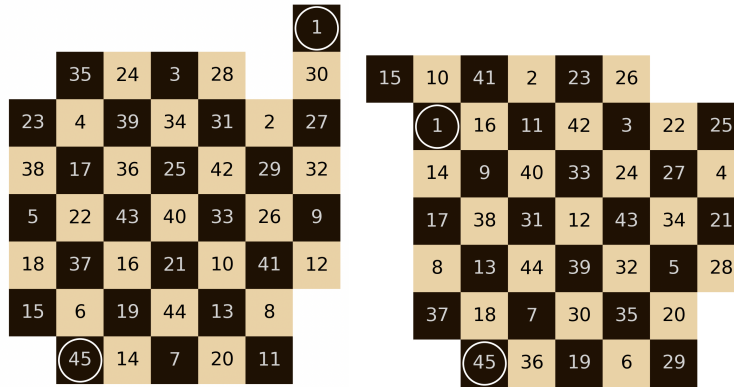 1
35 24 3 28 30
23 4 39 34 31 2 27
38 17 36 25 42 29 32
5 22 43 40 33 26 9
18 37 16 21 10 41 12
15 6 19 44 13 8
45 14 7 20 11
15 10 41 2 23 26
1 16 11 42 3 22 25
14 9 40 33 24 27 4
17 38 31 12 43 34 21
8 13 44 39 32 5 28
37 18 7 30 35 20
45 36 19 6 29